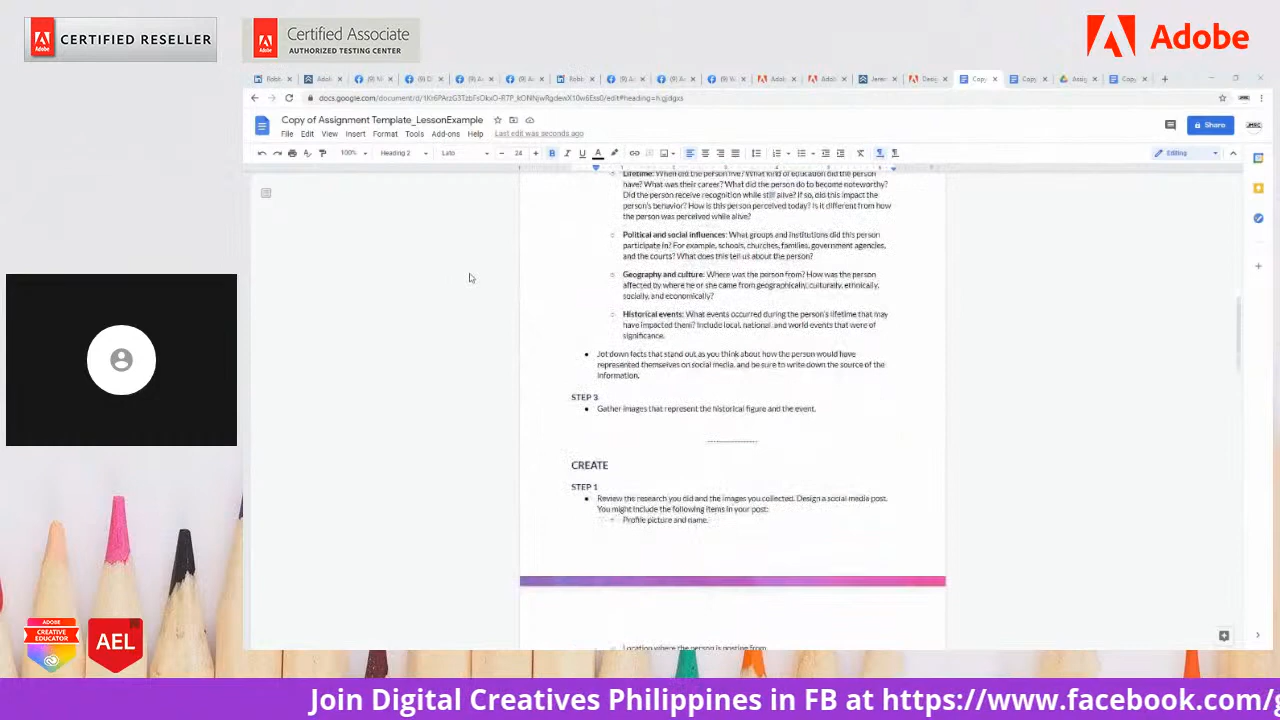 CERTIFIED RESELLER
Certified Associate
AUTHORIZED TESTING CENTER
Adobe
Copy of Assignment Template_LessonExample
File Edit View Insert Format Tools Add-ons Help Last edit was seconds ago
Share
100% Heading 2 Lato 24 Editing
Lifetime: When did the person live? What kind of education did the person
have? What was their career? What did the person do to become noteworthy?
Did the person receive recognition while still alive? If so, did this impact the
person's behavior? How is this person perceived today? Is it different from how
the person was perceived while alive?
Political and social influences: What groups and institutions did this person
participate in? For example, schools, churches, families, government agencies,
and the courts? What does this tell us about the person?
Geography and culture: Where was the person from? How was the person
affected by where he or she came from geographically, culturally, ethnically,
socially, and economically?
Historical events: What events occurred during the person's lifetime that may
have impacted them? Include local, national, and world events that were of
significance.
Jot down facts that stand out as you think about how the person would have
represented themselves on social media, and be sure to write down the source of the
information.
STEP 3
Gather images that represent the historical figure and the event.
CREATE
STEP 1
Review the research you did and the images you collected. Design a social media post.
You might include the following items in your post:
Profile picture and name.
Location where the person is posting from
ADOBE
CREATIVE
EDUCATOR
AEL
Join Digital Creatives Philippines in FB at https://www.facebook.com/g